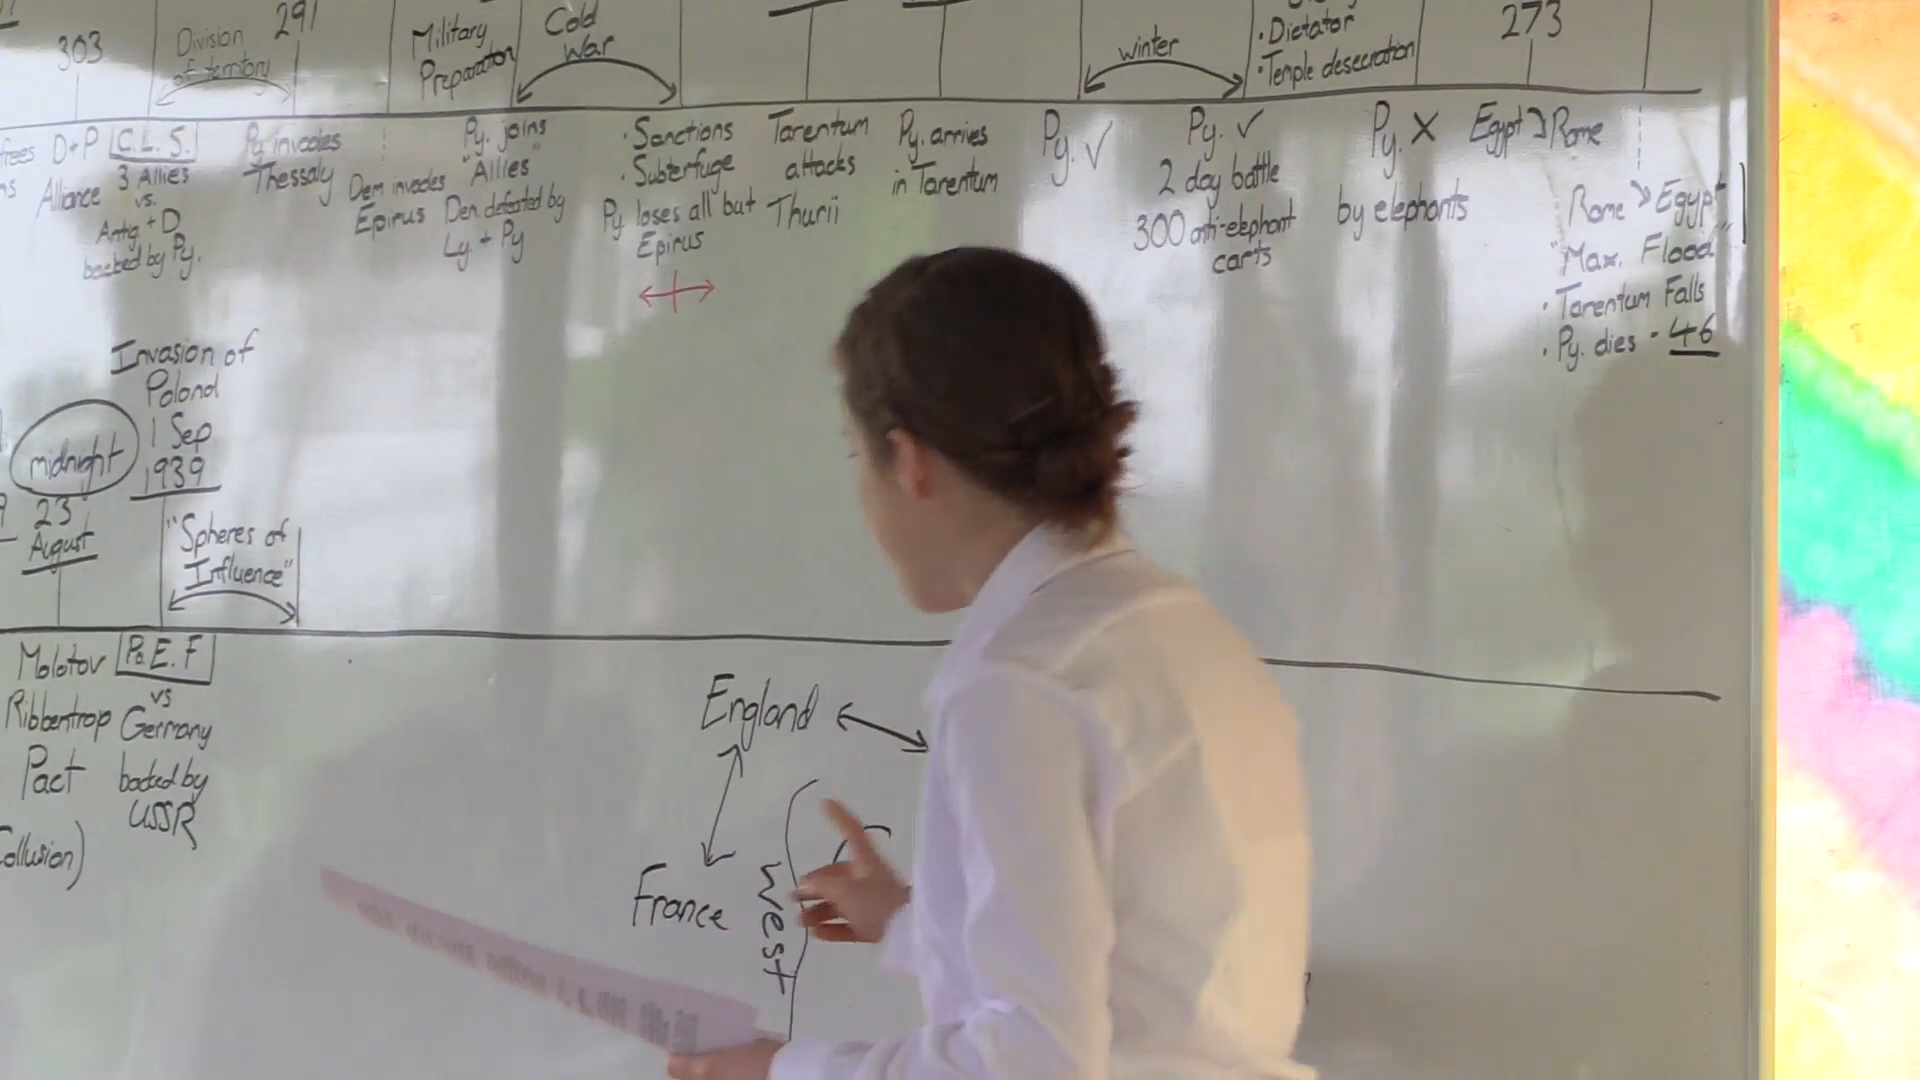 303
Division
of territory
291
Military
Preparation
Cold
War
winter
• Dictator
• Temple desecration
273
frees
D+P
Alliance
C.L.S.
3 Allies
vs.
Antig + D
backed by Py.
Py invades
Thessaly
Dem invades
Epirus
Py. joins
"Allies"
Dem. defeated by
Ly + Py
• Sanctions
• Subterfuge
Py. loses all but
Epirus
Tarentum
attacks
Thurii
Py. arrives
in Tarentum
Py. ✓
Py. ✓
2 day battle
300 anti-elephant
carts
Py. X
by elephants
Egypt → Rome
Rome → Egypt
"Max. Flood"
• Tarentum Falls
• Py. dies - 46
Invasion of
Poland
1 Sep
1939
midnight
23
August
"Spheres of
Influence"
Molotov
Ribbentrop
Pact
Collusion)
Po. E. F
vs
Germany
backed by
USSR
England
France
West